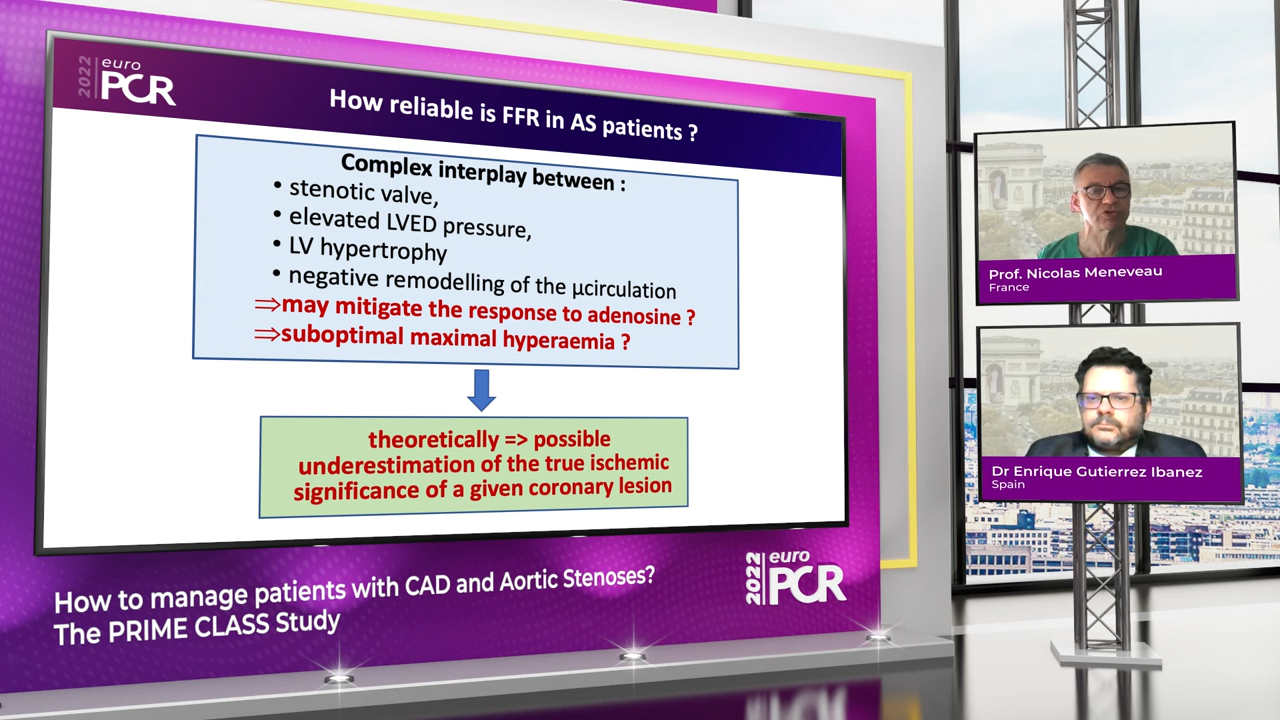 2022 euro
PCR
How reliable is FFR in AS patients ?
Complex interplay between :
• stenotic valve,
• elevated LVED pressure,
• LV hypertrophy
• negative remodelling of the µcirculation
⇒may mitigate the response to adenosine ?
⇒suboptimal maximal hyperaemia ?
theoretically => possible
underestimation of the true ischemic
significance of a given coronary lesion
How to manage patients with CAD and Aortic Stenoses?
The PRIME CLASS Study
2022 euro
PCR
Prof. Nicolas Meneveau
France
Dr Enrique Gutierrez Ibanez
Spain